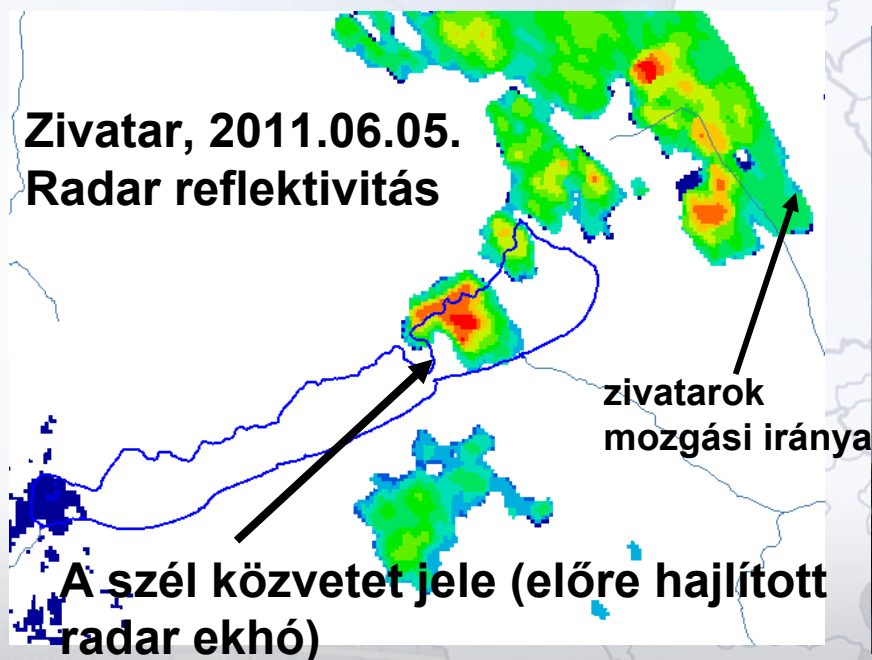 Zivatar, 2011.06.05.
Radar reflektivitás
zivatarok
mozgási iránya
A szél közvetet jele (előre hajlított
radar ekhó)